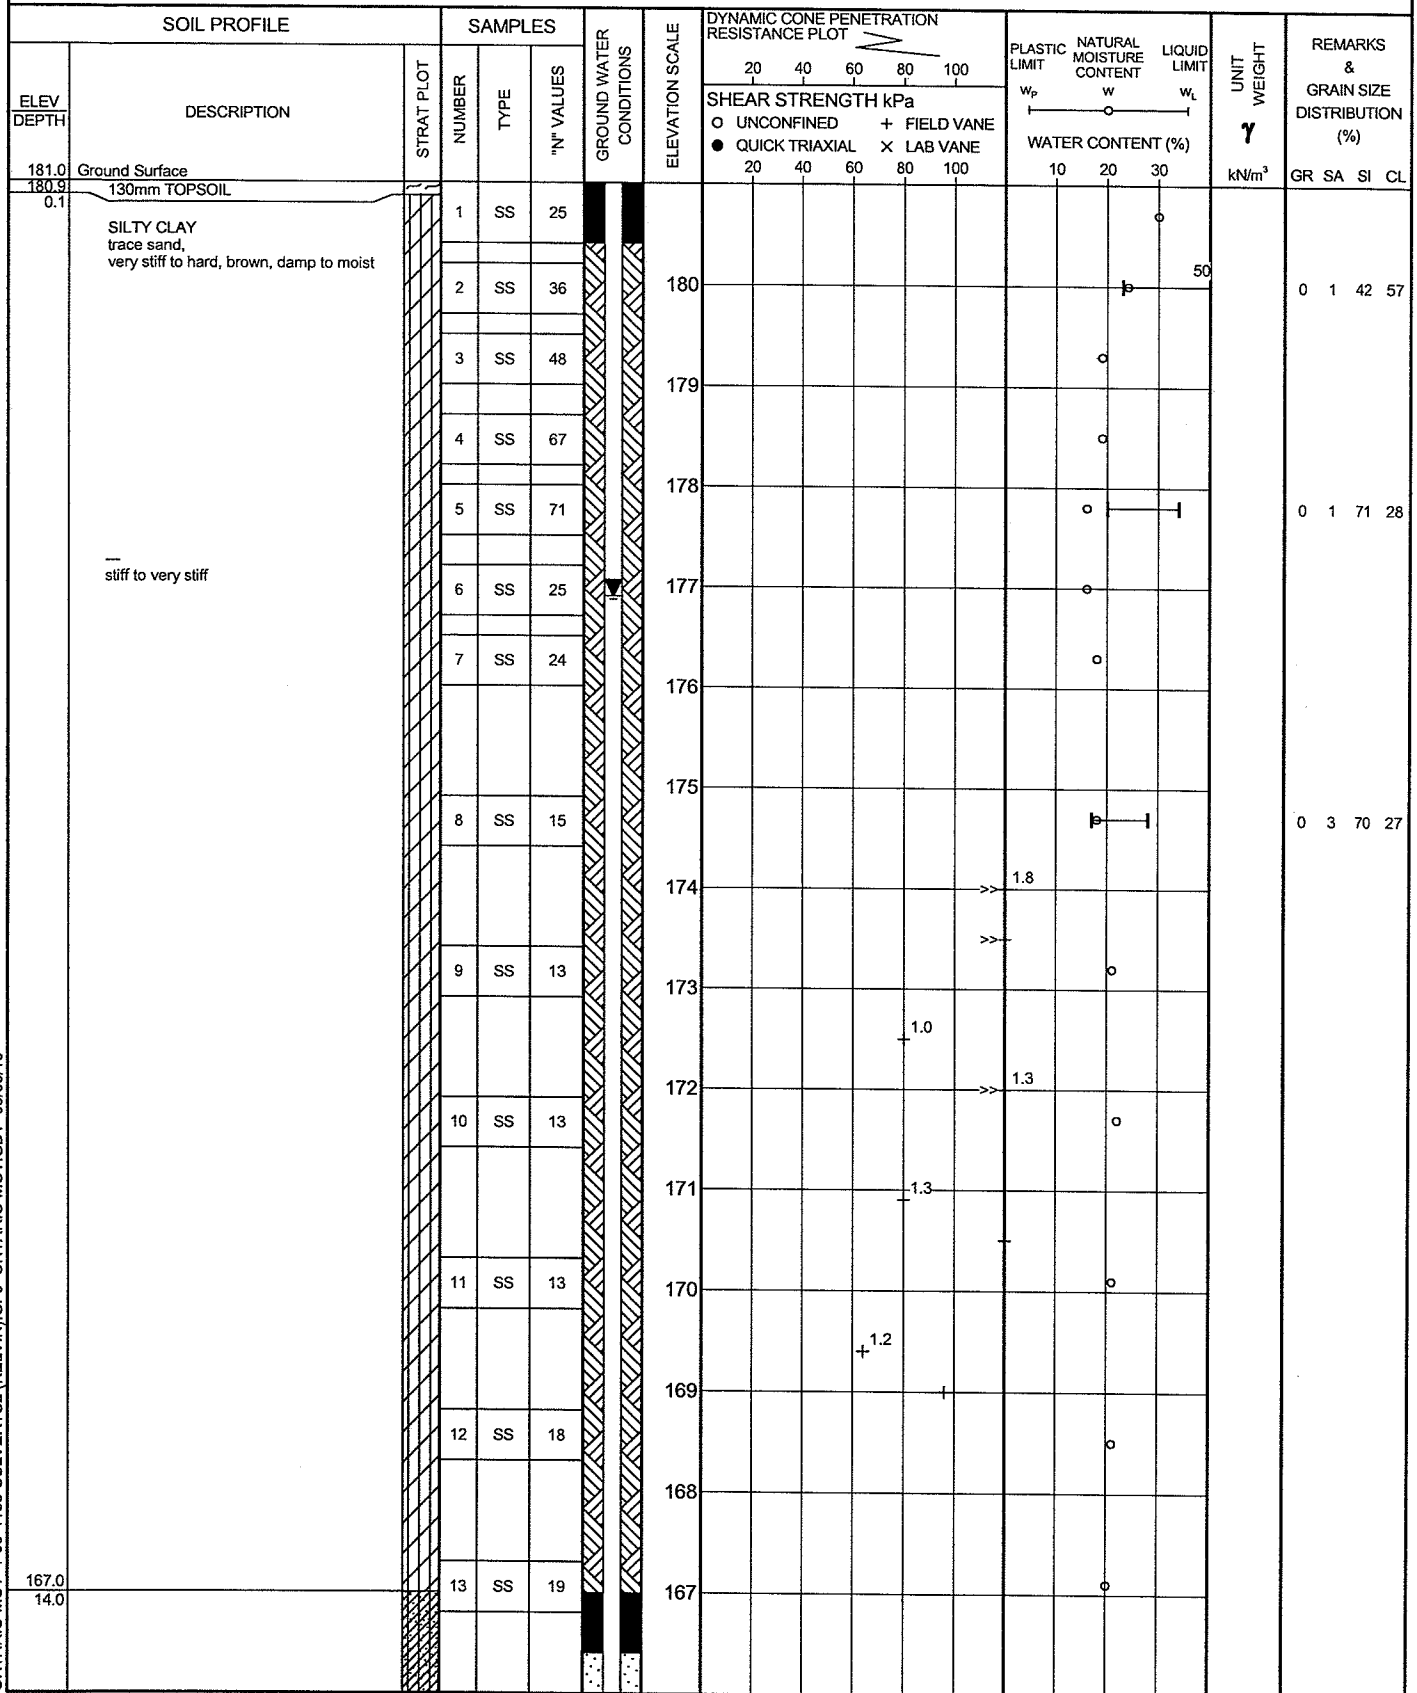 SOIL PROFILE
SAMPLES
GROUND WATER CONDITIONS
ELEVATION SCALE
DYNAMIC CONE PENETRATION
RESISTANCE PLOT
20 40 60 80 100
PLASTIC LIMIT
NATURAL MOISTURE CONTENT
LIQUID LIMIT
UNIT WEIGHT
REMARKS
&
GRAIN SIZE
DISTRIBUTION
(%)
ELEV
DEPTH
DESCRIPTION
STRAT PLOT
NUMBER
TYPE
"N" VALUES
SHEAR STRENGTH kPa
O UNCONFINED + FIELD VANE
● QUICK TRIAXIAL × LAB VANE
20 40 60 80 100
wP w wL
WATER CONTENT (%)
10 20 30
γ
kN/m³
GR SA SI CL
181.0 Ground Surface
180.9 130mm TOPSOIL
0.1
SILTY CLAY
trace sand,
very stiff to hard, brown, damp to moist
1 SS 25
50
2 SS 36 180 0 1 42 57
3 SS 48
179
4 SS 67
178
5 SS 71 0 1 71 28
—
stiff to very stiff
6 SS 25 177
7 SS 24
176
175
8 SS 15 0 3 70 27
174 >> 1.8
>>
9 SS 13
173
1.0
172 >> 1.3
10 SS 13
171 1.3
11 SS 13 170
1.2
169
12 SS 18
168
13 SS 19 167
167.0
14.0